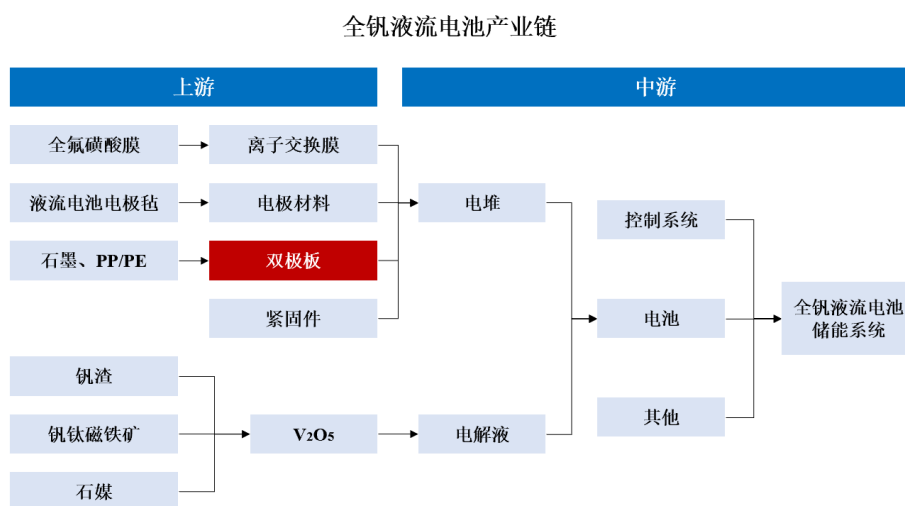 全钒液流电池产业链
上游
中游
全氟磺酸膜
离子交换膜
液流电池电极毡
电极材料
电堆
控制系统
石墨、PP/PE
双极板
紧固件
电池
全钒液流电池
储能系统
钒渣
钒钛磁铁矿
V₂O₅
电解液
其他
石媒